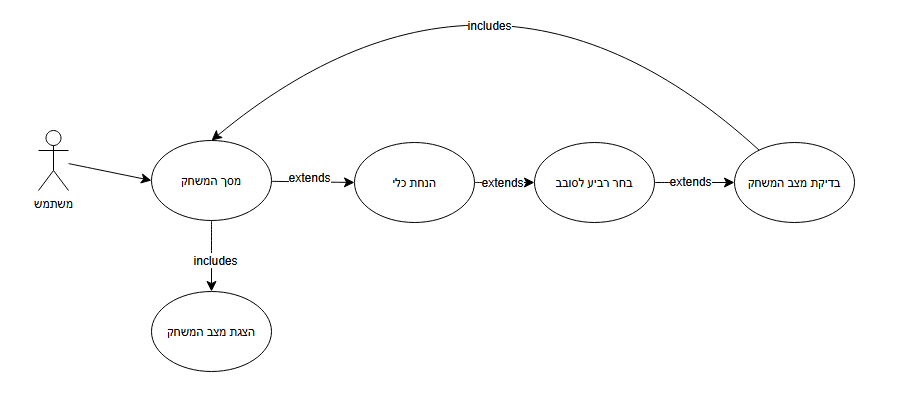 includes
משתמש
מסך המשחק
extends
הנחת כלי
extends
בחר רביע לסובב
extends
בדיקת מצב המשחק
includes
הצגת מצב המשחק